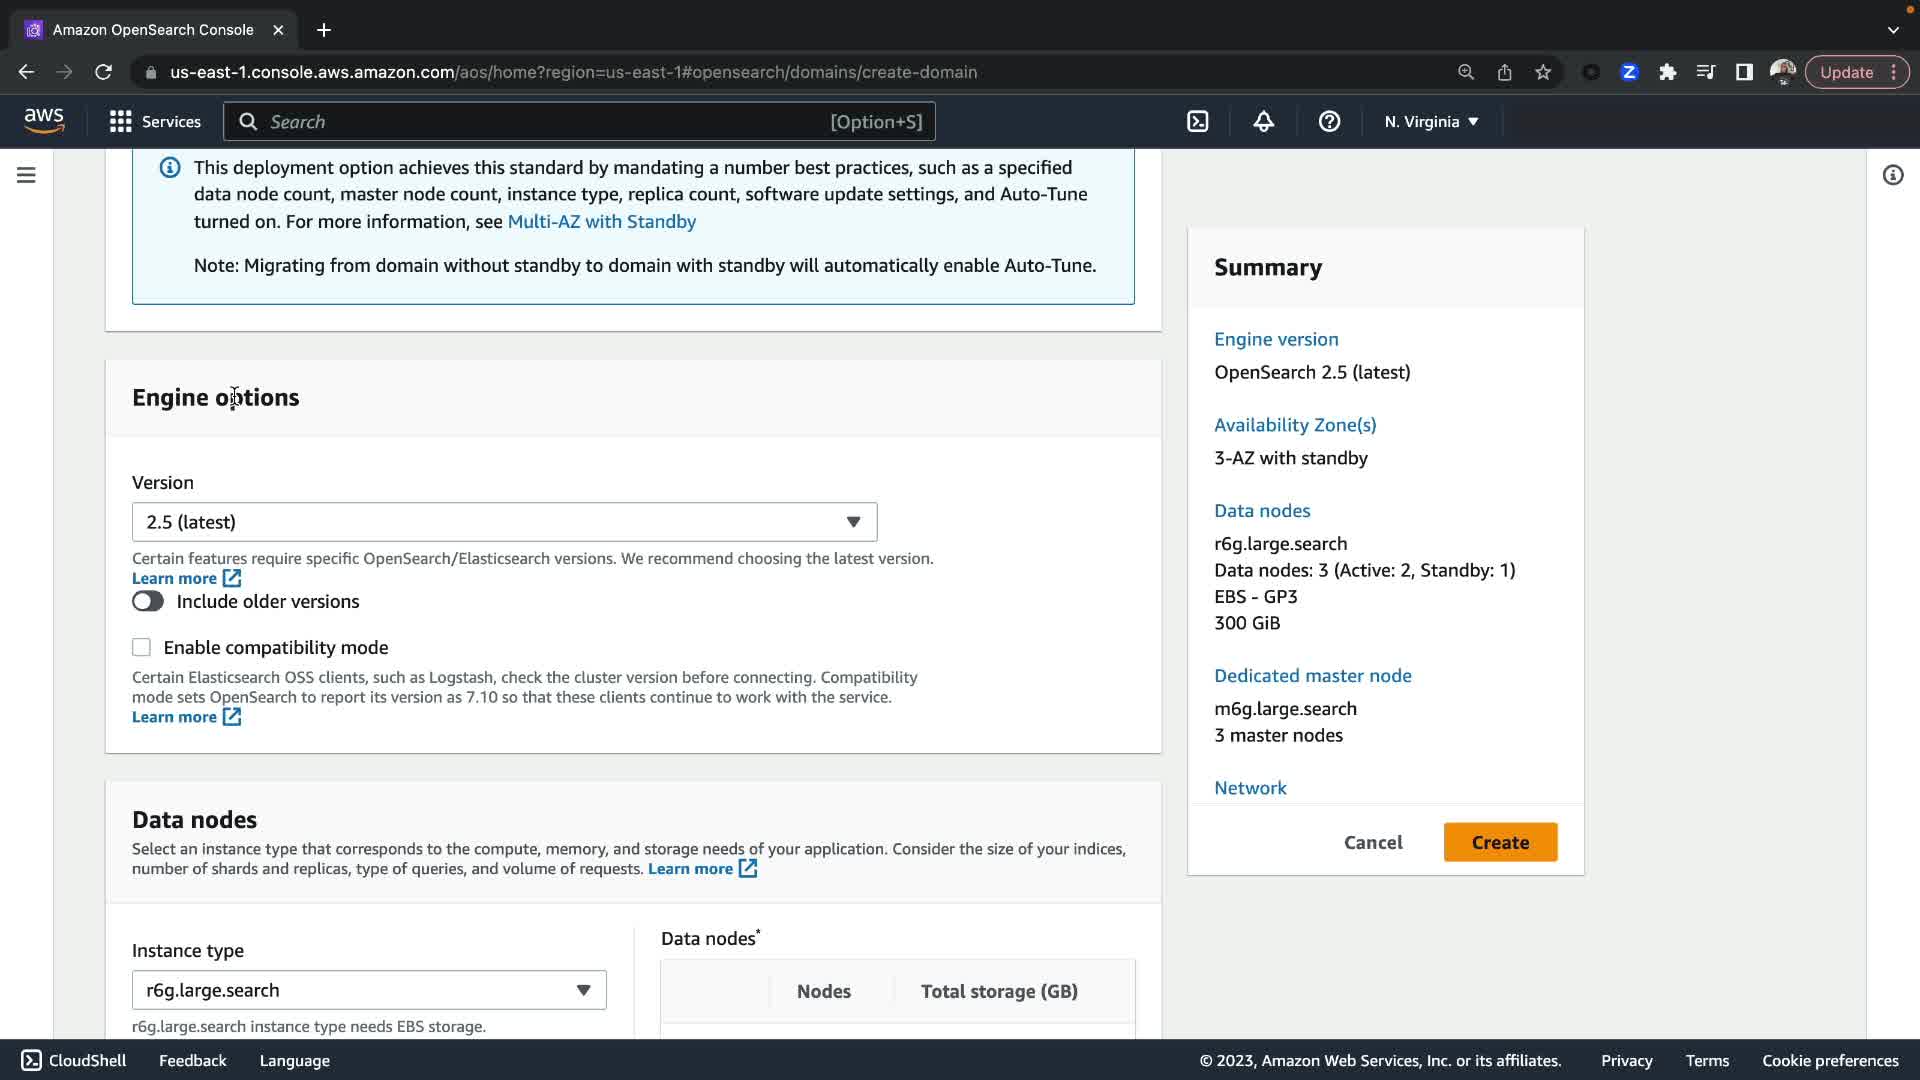 Amazon OpenSearch Console
us-east-1.console.aws.amazon.com/aos/home?region=us-east-1#opensearch/domains/create-domain
Update
aws
Services
Search
[Option+S]
N. Virginia
This deployment option achieves this standard by mandating a number best practices, such as a specified
data node count, master node count, instance type, replica count, software update settings, and Auto-Tune
turned on. For more information, see Multi-AZ with Standby
Note: Migrating from domain without standby to domain with standby will automatically enable Auto-Tune.
Engine options
Version
2.5 (latest)
Certain features require specific OpenSearch/Elasticsearch versions. We recommend choosing the latest version.
Learn more
Include older versions
Enable compatibility mode
Certain Elasticsearch OSS clients, such as Logstash, check the cluster version before connecting. Compatibility
mode sets OpenSearch to report its version as 7.10 so that these clients continue to work with the service.
Learn more
Data nodes
Select an instance type that corresponds to the compute, memory, and storage needs of your application. Consider the size of your indices,
number of shards and replicas, type of queries, and volume of requests. Learn more
Instance type
r6g.large.search
r6g.large.search instance type needs EBS storage.
Data nodes*
Nodes
Total storage (GB)
Summary
Engine version
OpenSearch 2.5 (latest)
Availability Zone(s)
3-AZ with standby
Data nodes
r6g.large.search
Data nodes: 3 (Active: 2, Standby: 1)
EBS - GP3
300 GiB
Dedicated master node
m6g.large.search
3 master nodes
Network
Cancel
Create
CloudShell
Feedback
Language
© 2023, Amazon Web Services, Inc. or its affiliates.
Privacy
Terms
Cookie preferences